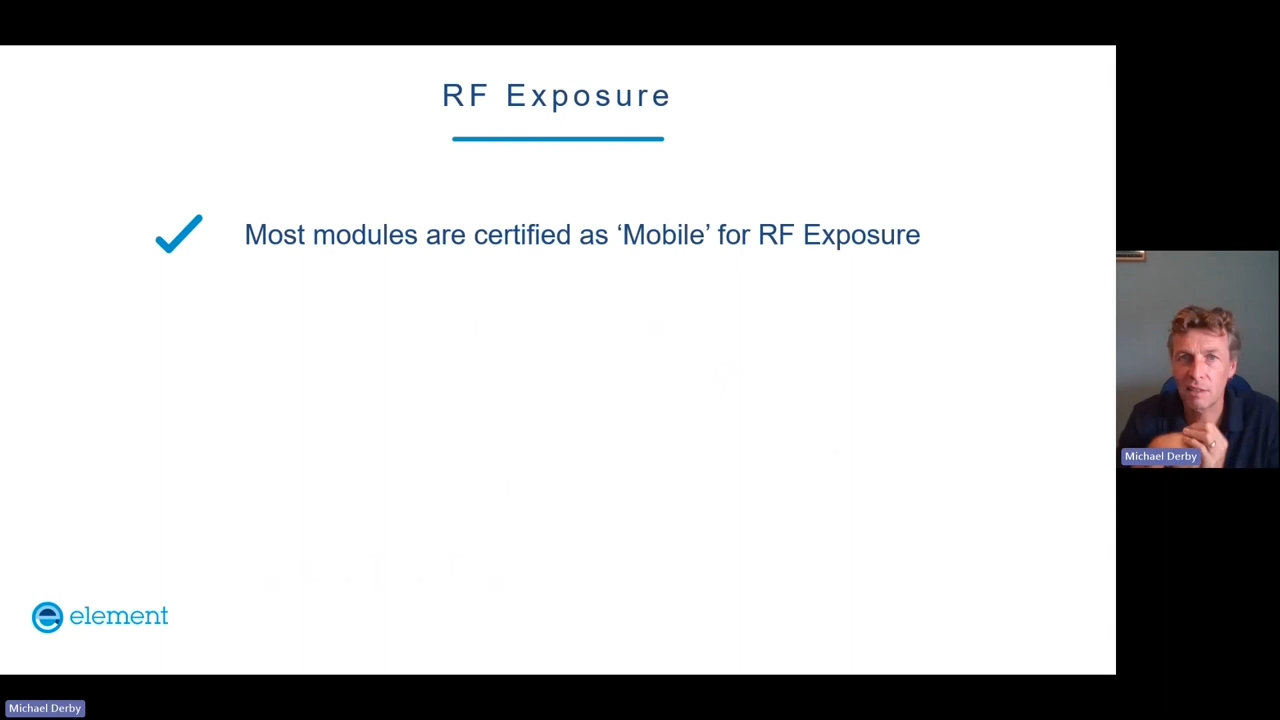 RF Exposure
Most modules are certified as ‘Mobile’ for RF Exposure
element
Michael Derby
Michael Derby